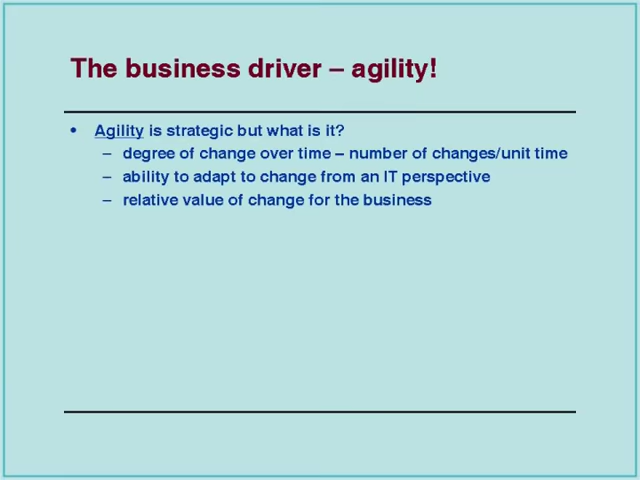 The business driver – agility!
• Agility is strategic but what is it?
– degree of change over time – number of changes/unit time
– ability to adapt to change from an IT perspective
– relative value of change for the business